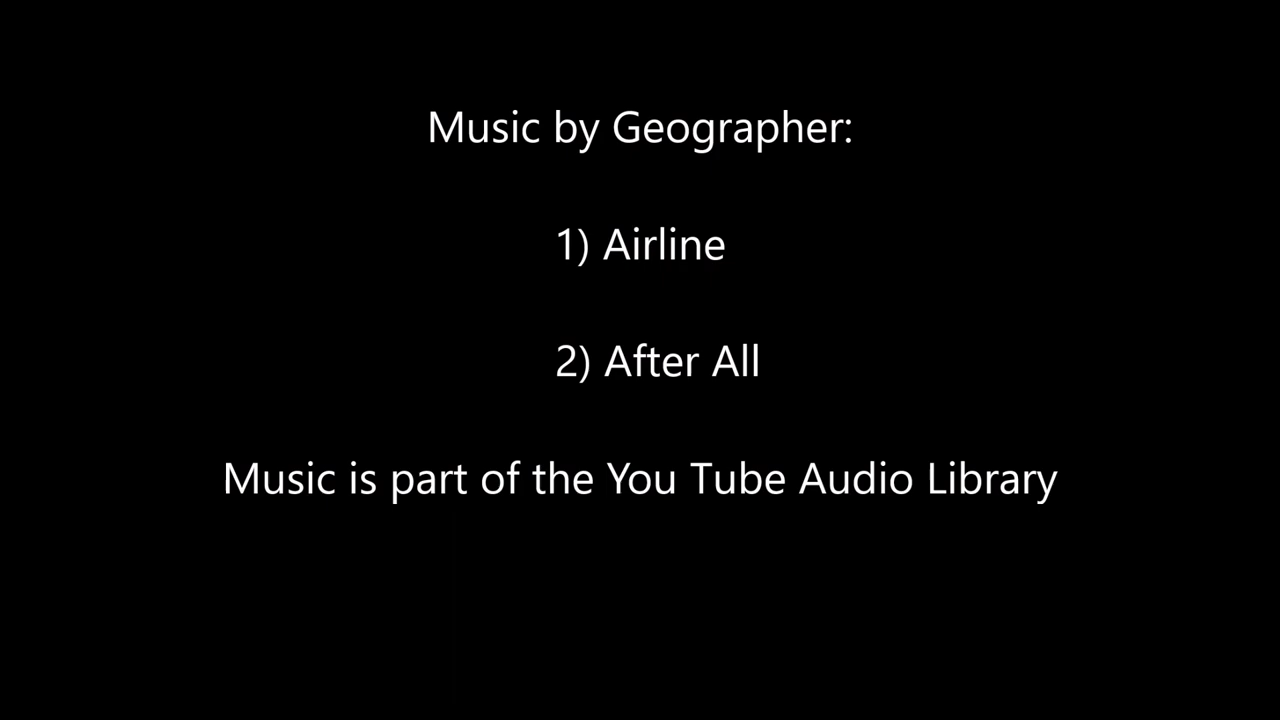 Music by Geographer:
1) Airline
2) After All
Music is part of the You Tube Audio Library